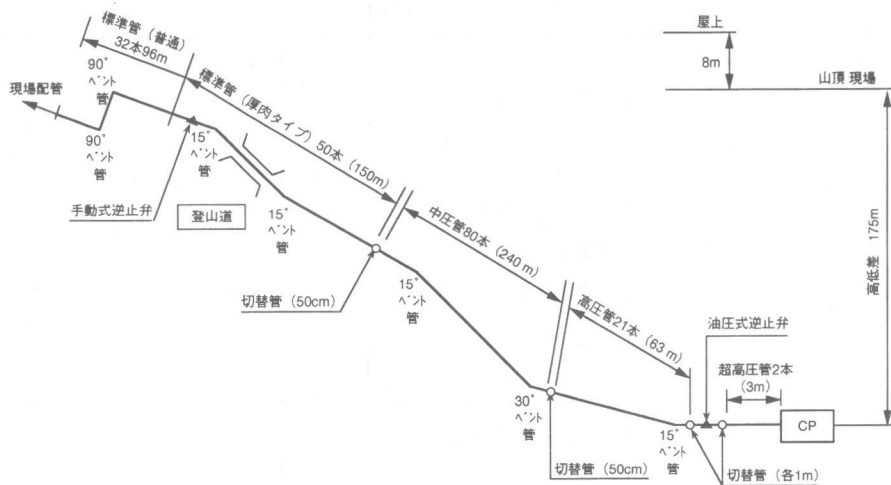 標準管(普通)
32本96m
屋上
8m
山頂 現場
90°
ベント
管
現場配管
標準管(厚肉タイプ)50本(150m)
90°
ベント
管
15°
ベント
管
手動式逆止弁
登山道
15°
ベント
管
中圧管80本(240 m)
高低差 175m
切替管(50cm)
15°
ベント
管
高圧管21本(63 m)
油圧式逆止弁
超高圧管2本
(3m)
30°
ベント
管
CP
15°
ベント
管
切替管(50cm)
切替管(各1m)